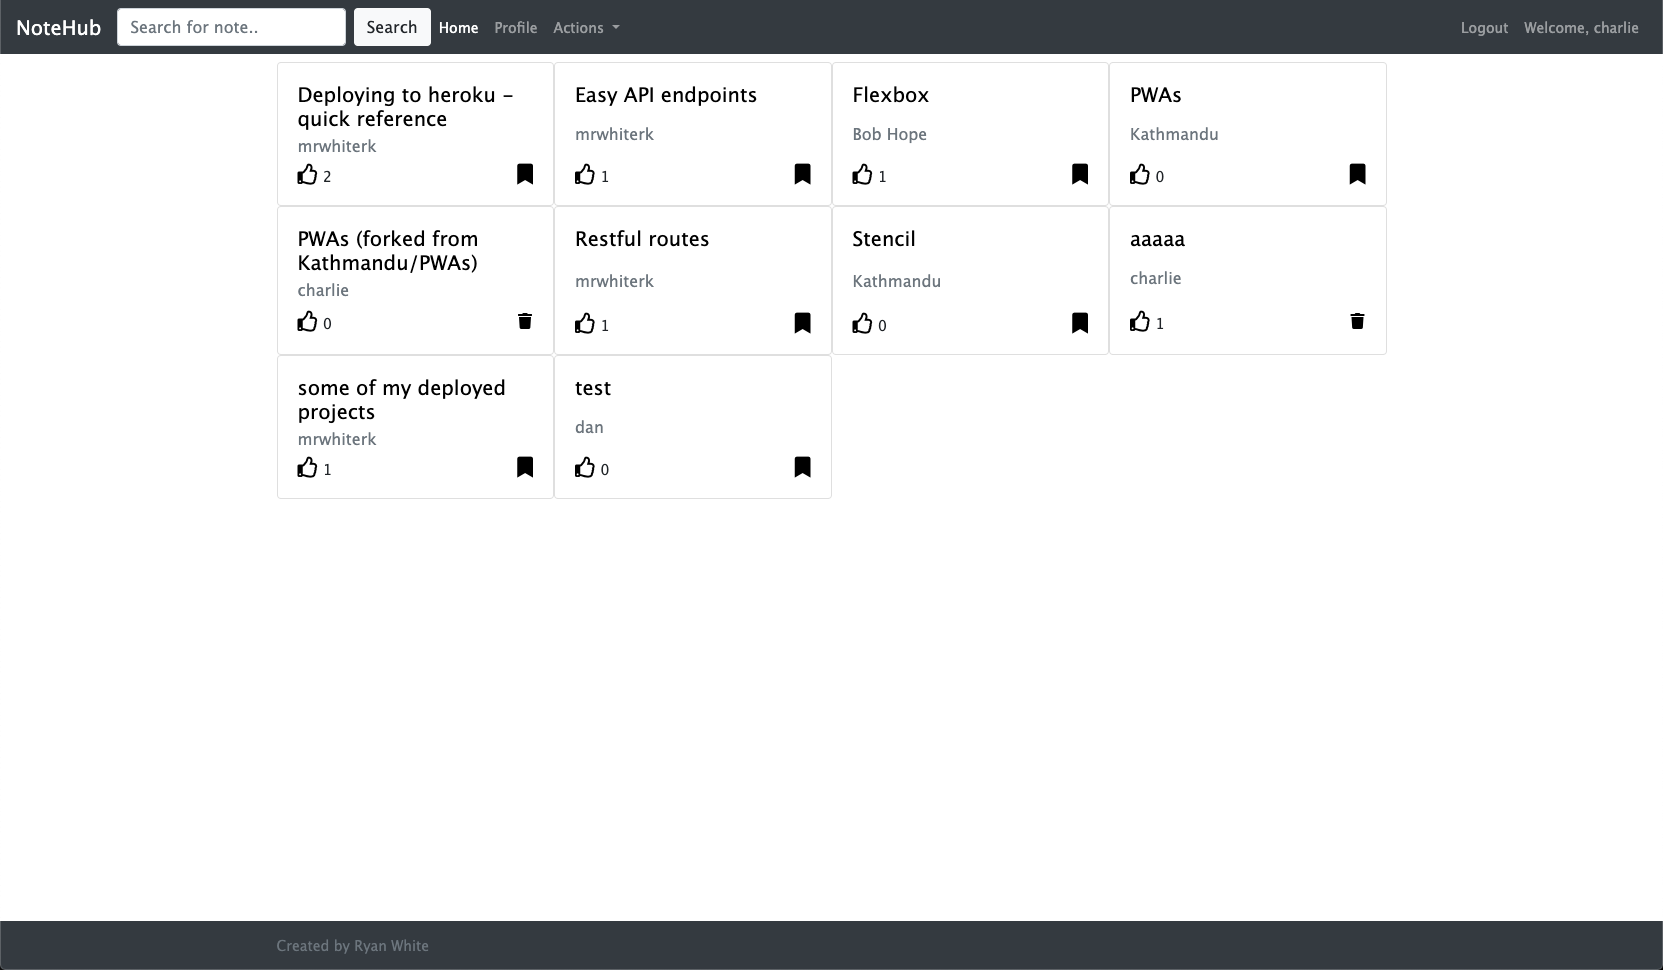 NoteHub Search for note.. Search Home Profile Actions Logout Welcome, charlie
Deploying to heroku -
quick reference
mrwhiterk
2
Easy API endpoints
mrwhiterk
1
Flexbox
Bob Hope
1
PWAs
Kathmandu
0
PWAs (forked from
Kathmandu/PWAs)
charlie
0
Restful routes
mrwhiterk
1
Stencil
Kathmandu
0
aaaaa
charlie
1
some of my deployed
projects
mrwhiterk
1
test
dan
0
Created by Ryan White